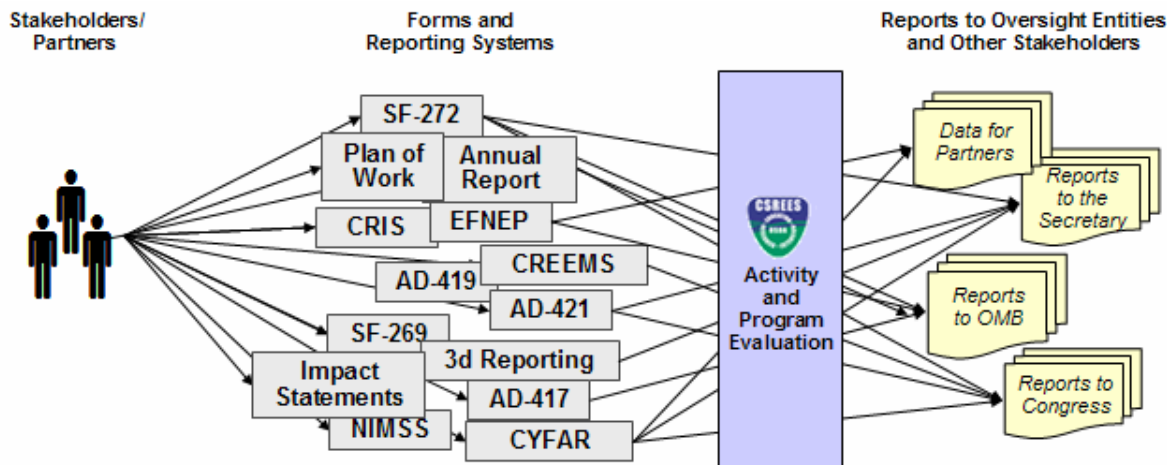 Stakeholders/
Partners
Forms and
Reporting Systems
Reports to Oversight Entities
and Other Stakeholders
SF-272
Plan of
Work
Annual
Report
CRIS
EFNEP
CREEMS
AD-419
AD-421
SF-269
3d Reporting
Impact
Statements
AD-417
NIMSS
CYFAR
CSREES
Activity
and
Program
Evaluation
Data for
Partners
Reports
to the
Secretary
Reports
to OMB
Reports to
Congress